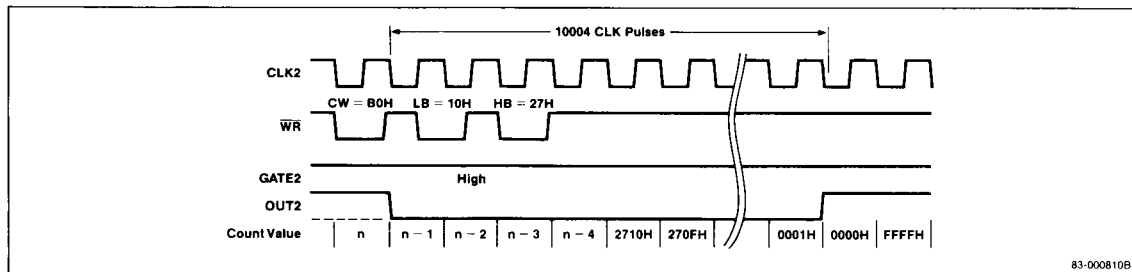 10004 CLK Pulses
CLK2
CW = B0H LB = 10H HB = 27H
WR
GATE2 High
OUT2
Count Value n n – 1 n – 2 n – 3 n – 4 2710H 270FH 0001H 0000H FFFFH
83-000810B